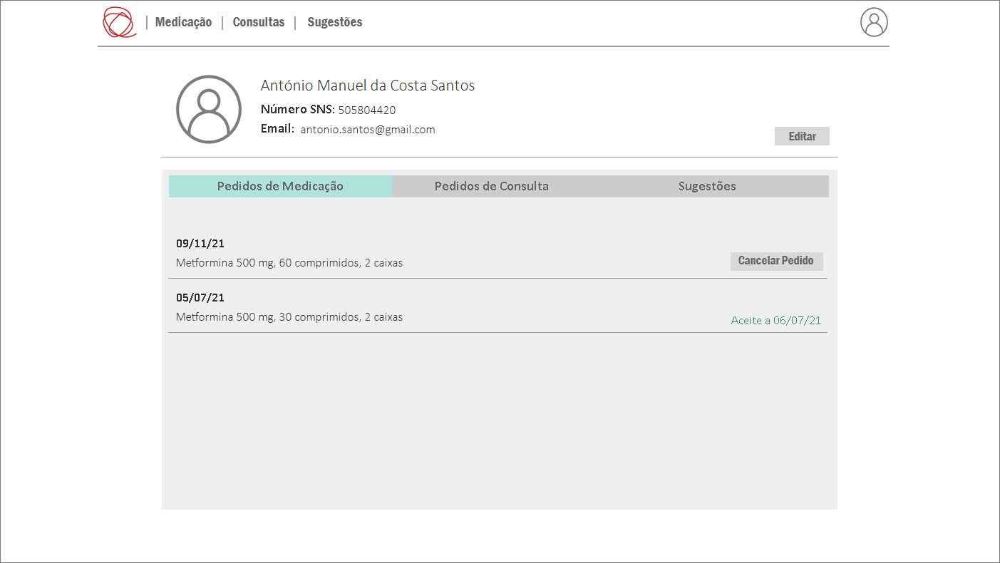 Medicação | Consultas | Sugestões
António Manuel da Costa Santos
Número SNS: 505804420
Email: antonio.santos@gmail.com
Editar
Pedidos de Medicação Pedidos de Consulta Sugestões
09/11/21
Metformina 500 mg, 60 comprimidos, 2 caixas
Cancelar Pedido
05/07/21
Metformina 500 mg, 30 comprimidos, 2 caixas
Aceite a 06/07/21